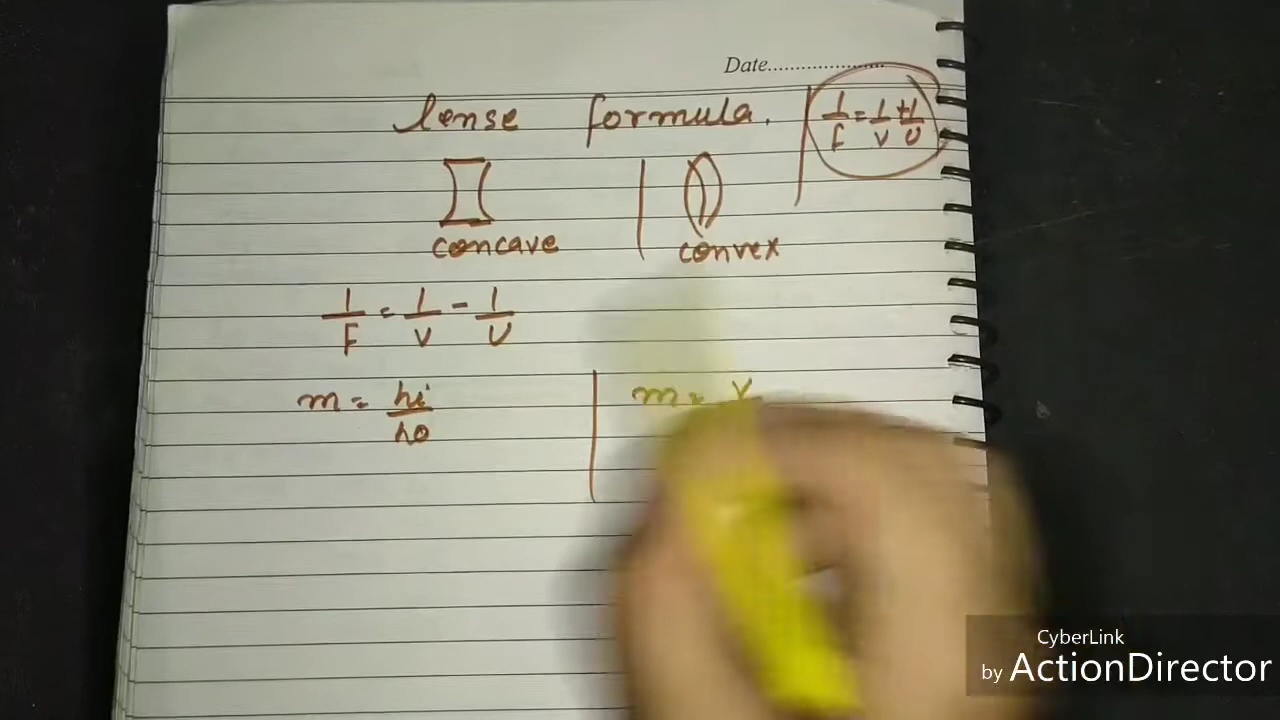 Date....................
lense formula.
1/F = 1/V + 1/U
concave
convex
1/F = 1/V - 1/U
m = hi/ho
m = v
CyberLink
by ActionDirector